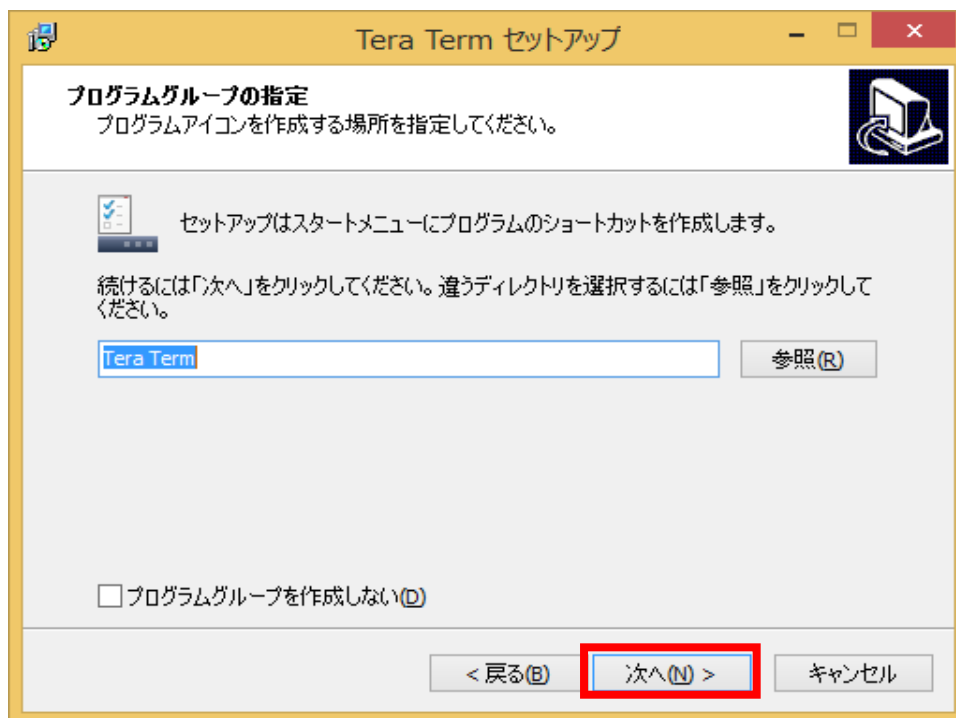 Tera Term セットアップ
プログラムグループの指定
プログラムアイコンを作成する場所を指定してください。
セットアップはスタートメニューにプログラムのショートカットを作成します。
続けるには「次へ」をクリックしてください。違うディレクトリを選択するには「参照」をクリックして
ください。
Tera Term
参照(R)
プログラムグループを作成しない(D)
< 戻る(B)
次へ(N) >
キャンセル